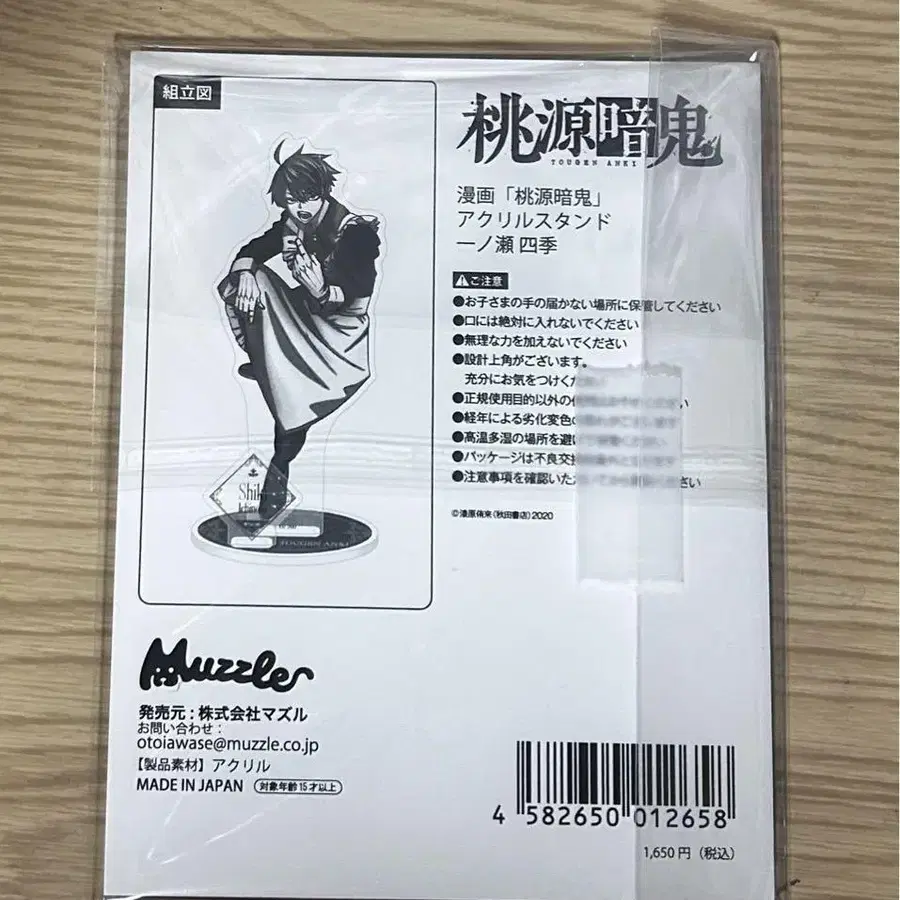 組立図
桃源暗鬼
TOUGEN ANKI
漫画「桃源暗鬼」
アクリルスタンド
一ノ瀬 四季
ご注意
●お子さまの手の届かない場所に保管してください
●口には絶対に入れないでください
●無理な力を加えないでください
●設計上角がございます。
充分にお気をつけくだ
●正規使用目的以外の
●経年による劣化変色
●高温多湿の場所を避け
●パッケージは不良交換
●注意事項を確認いた
©漆原侑来(秋田書店)2020
Shiki
TOUGEN ANKI
Muzzle
発売元:株式会社マズル
お問い合わせ:
otoiawase@muzzle.co.jp
【製品素材】アクリル
MADE IN JAPAN 対象年齢15才以上
4 582650 012658
1,650円(税込)